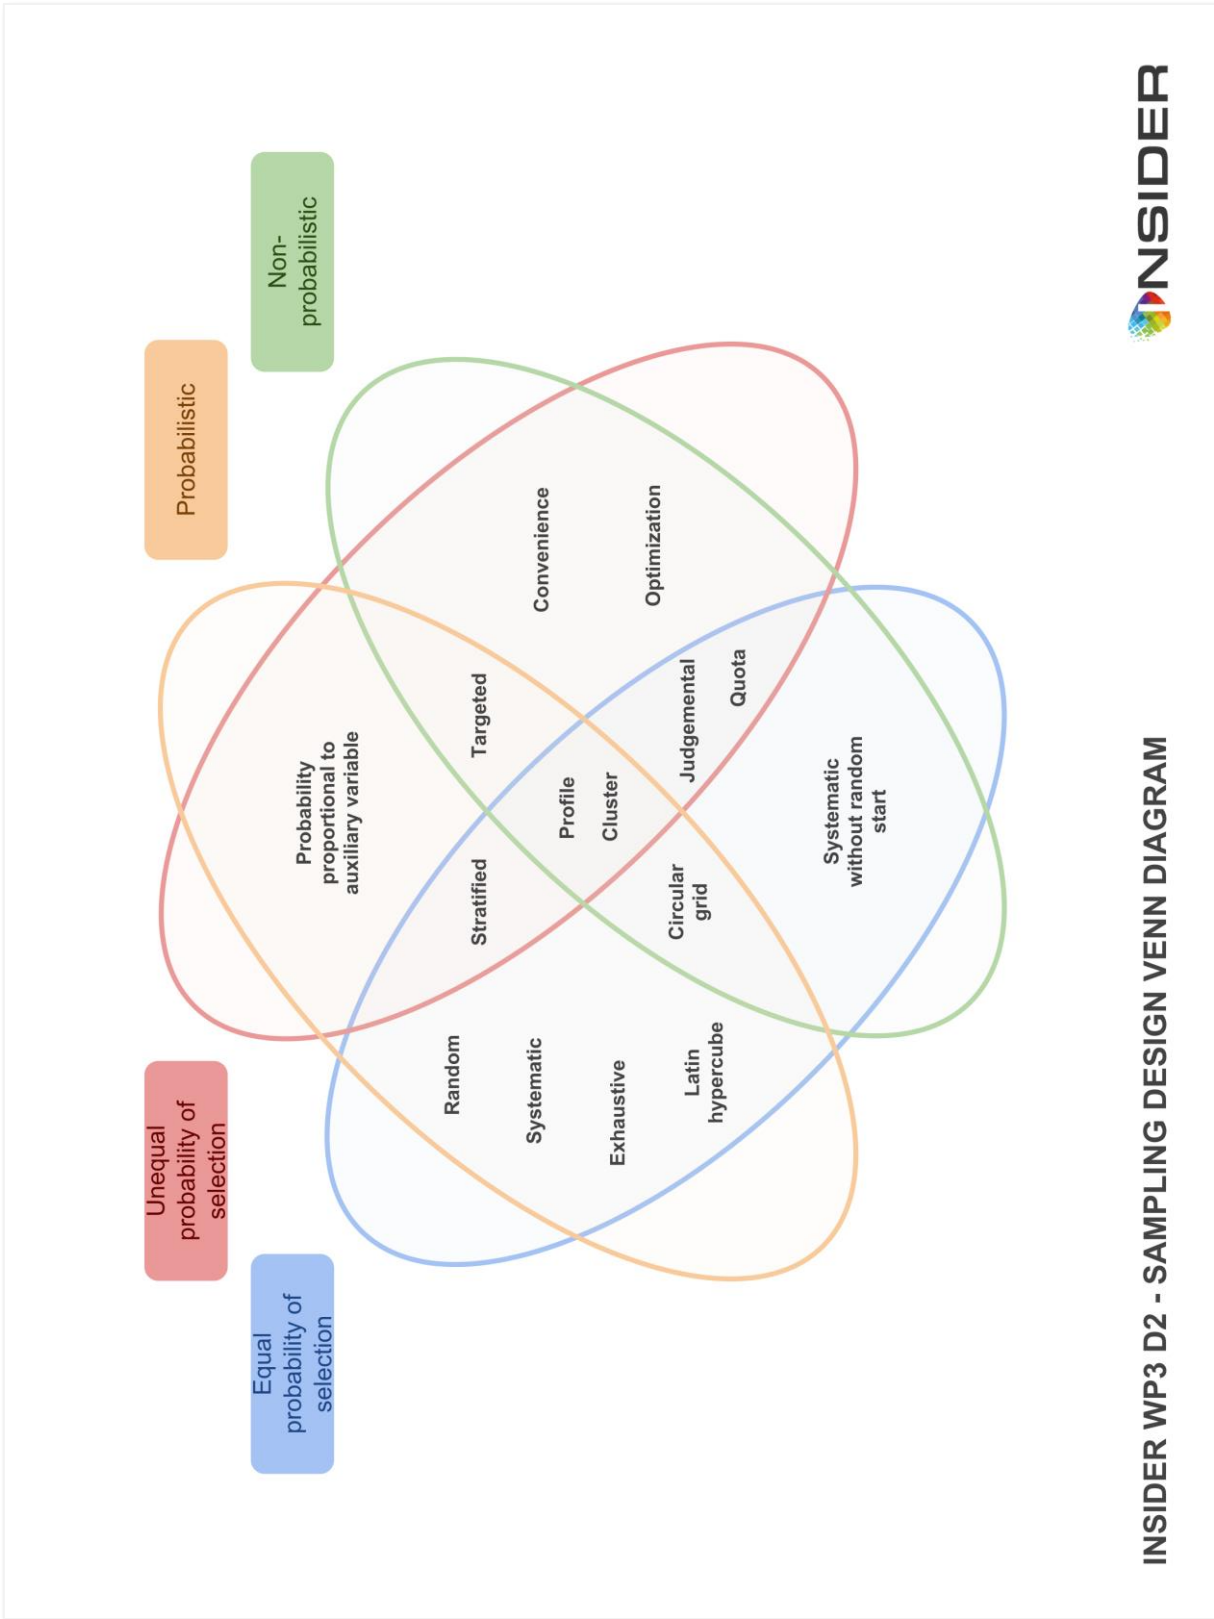 Equal
probability of
selection
Unequal
probability of
selection
Probabilistic
Non-
probabilistic
Probability
proportional to
auxiliary variable
Random
Stratified
Targeted
Systematic
Convenience
Profile
Cluster
Exhaustive
Optimization
Latin
hypercube
Circular
grid
Judgemental
Quota
Systematic
without random
start
INSIDER WP3 D2 - SAMPLING DESIGN VENN DIAGRAM
INSIDER